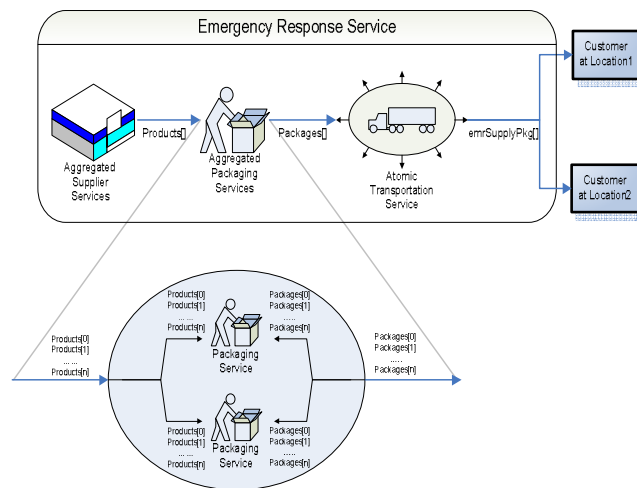 Emergency Response Service
Customer
at Location1
Products[]
Packages[]
emrSupplyPkg[]
Aggregated
Supplier
Services
Aggregated
Packaging
Services
Atomic
Transportation
Service
Customer
at Location2
Products[0]
Products[1]
... ...
Products[n]
Products[0]
Products[1]
... ...
Products[n]
Packages[0]
Packages[1]
.....
Packages[n]
Packages[0]
Packages[1]
.....
Packages[n]
Packaging
Service
Products[0]
Products[1]
... ...
Products[n]
Packaging
Service
Packages[0]
Packages[1]
.....
Packages[n]